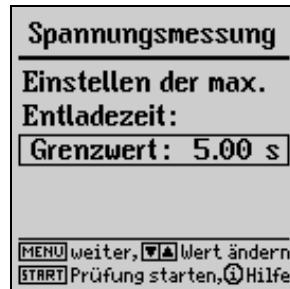 Spannungsmessung
Einstellen der max.
Entladezeit:
Grenzwert: 5.00 s
MENU weiter, ▼▲ Wert ändern
START Prüfung starten, ⓘ Hilfe